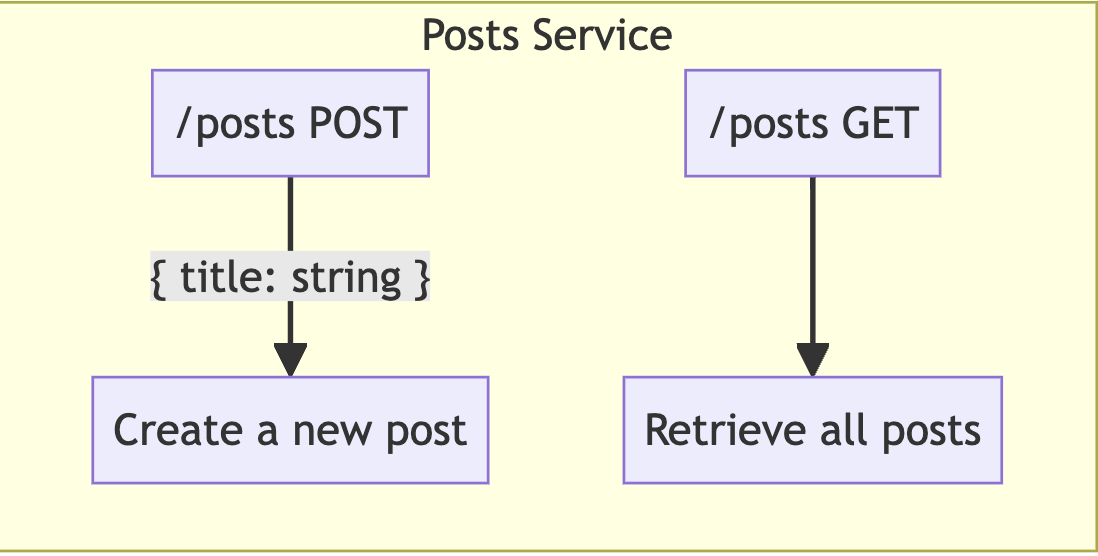 Posts Service
/posts POST
/posts GET
{ title: string }
Create a new post
Retrieve all posts